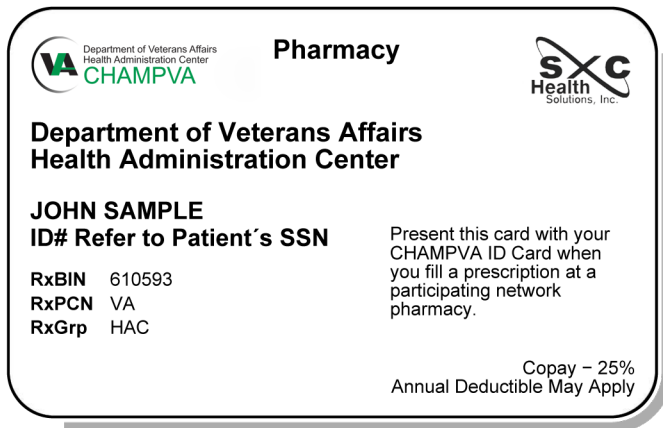 Department of Veterans Affairs
Health Administration Center
CHAMPVA
VA
Pharmacy
SXC
Health
Solutions, Inc.
Department of Veterans Affairs
Health Administration Center
JOHN SAMPLE
ID# Refer to Patient´s SSN
RxBIN 610593
RxPCN VA
RxGrp HAC
Present this card with your
CHAMPVA ID Card when
you fill a prescription at a
participating network
pharmacy.
Copay − 25%
Annual Deductible May Apply